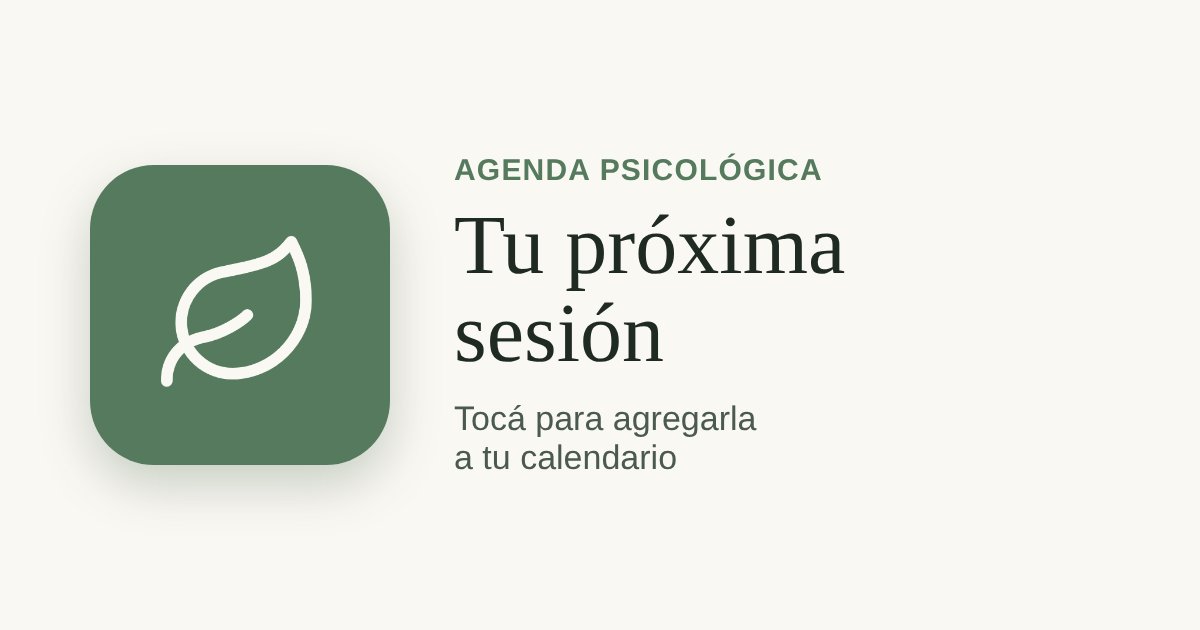 AGENDA PSICOLÓGICA
Tu próxima
sesión
Tocá para agregarla
a tu calendario